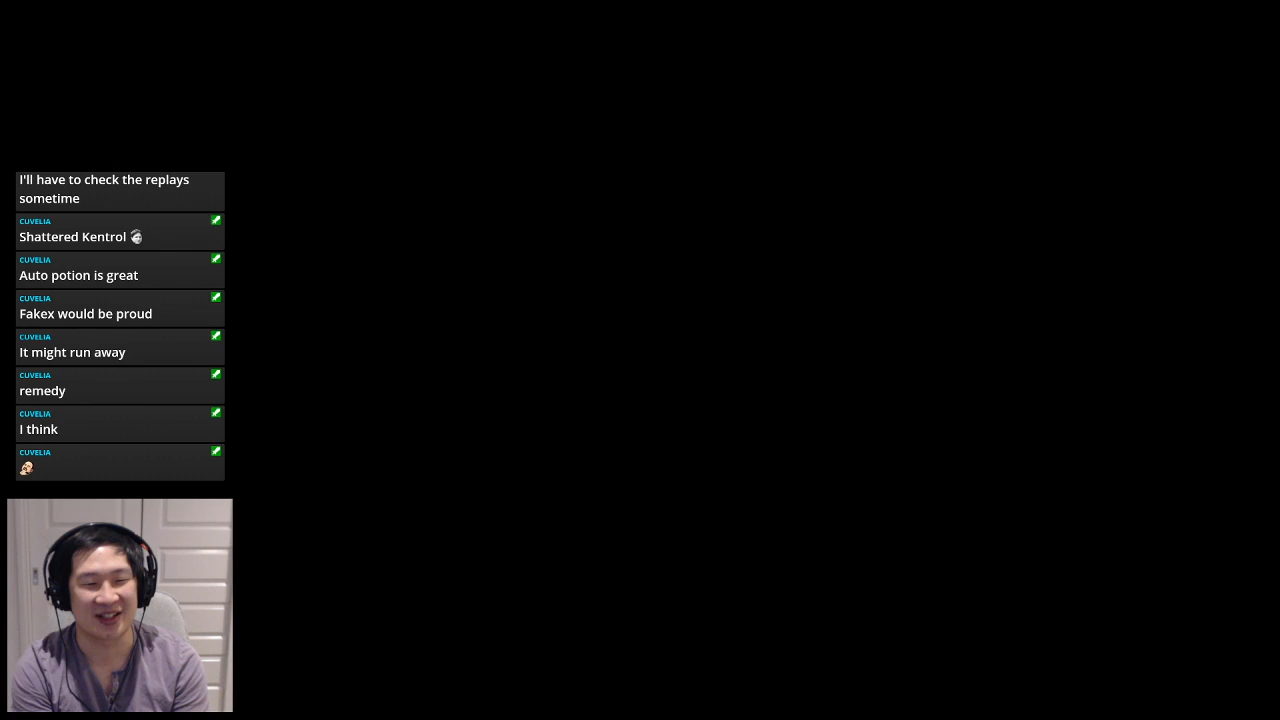 I'll have to check the replays
sometime
CUVELIA
Shattered Kentrol
CUVELIA
Auto potion is great
CUVELIA
Fakex would be proud
CUVELIA
It might run away
CUVELIA
remedy
CUVELIA
I think
CUVELIA